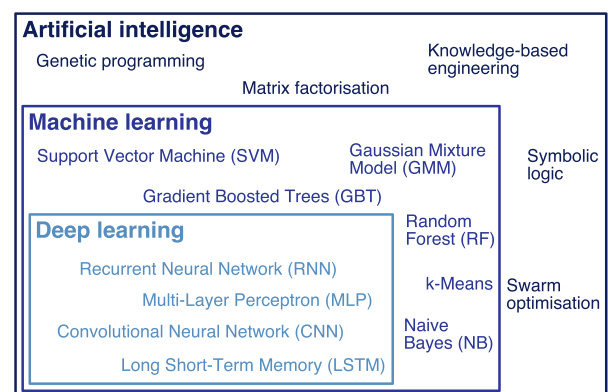 Artificial intelligence
Genetic programming
Knowledge-based
engineering
Matrix factorisation
Machine learning
Support Vector Machine (SVM)
Gaussian Mixture
Model (GMM)
Symbolic
logic
Gradient Boosted Trees (GBT)
Deep learning
Random
Forest (RF)
Recurrent Neural Network (RNN)
k-Means
Swarm
optimisation
Multi-Layer Perceptron (MLP)
Convolutional Neural Network (CNN)
Naive
Bayes (NB)
Long Short-Term Memory (LSTM)